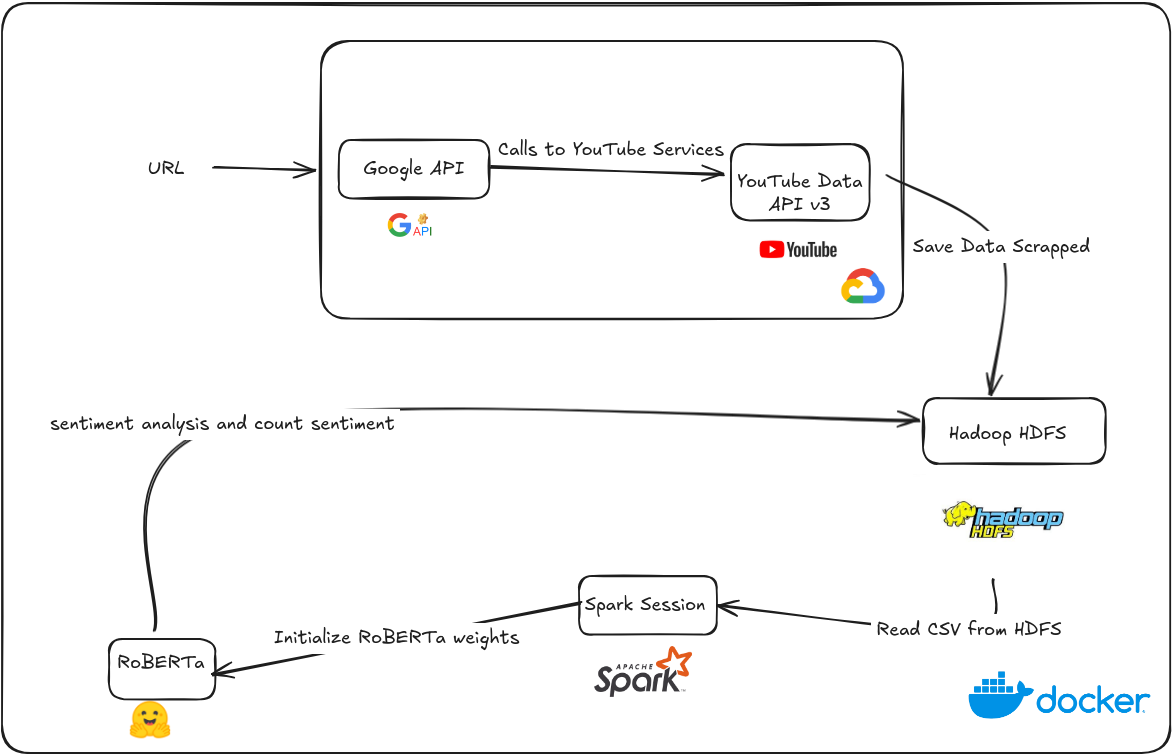 Calls to YouTube Services
URL
Google API
YouTube Data
API v3
API
YouTube
Save Data Scrapped
sentiment analysis and count sentiment
Hadoop HDFS
hadoop
HDFS
Spark Session
Read CSV from HDFS
Initialize RoBERTa weights
RoBERTa
APACHE
Spark
docker